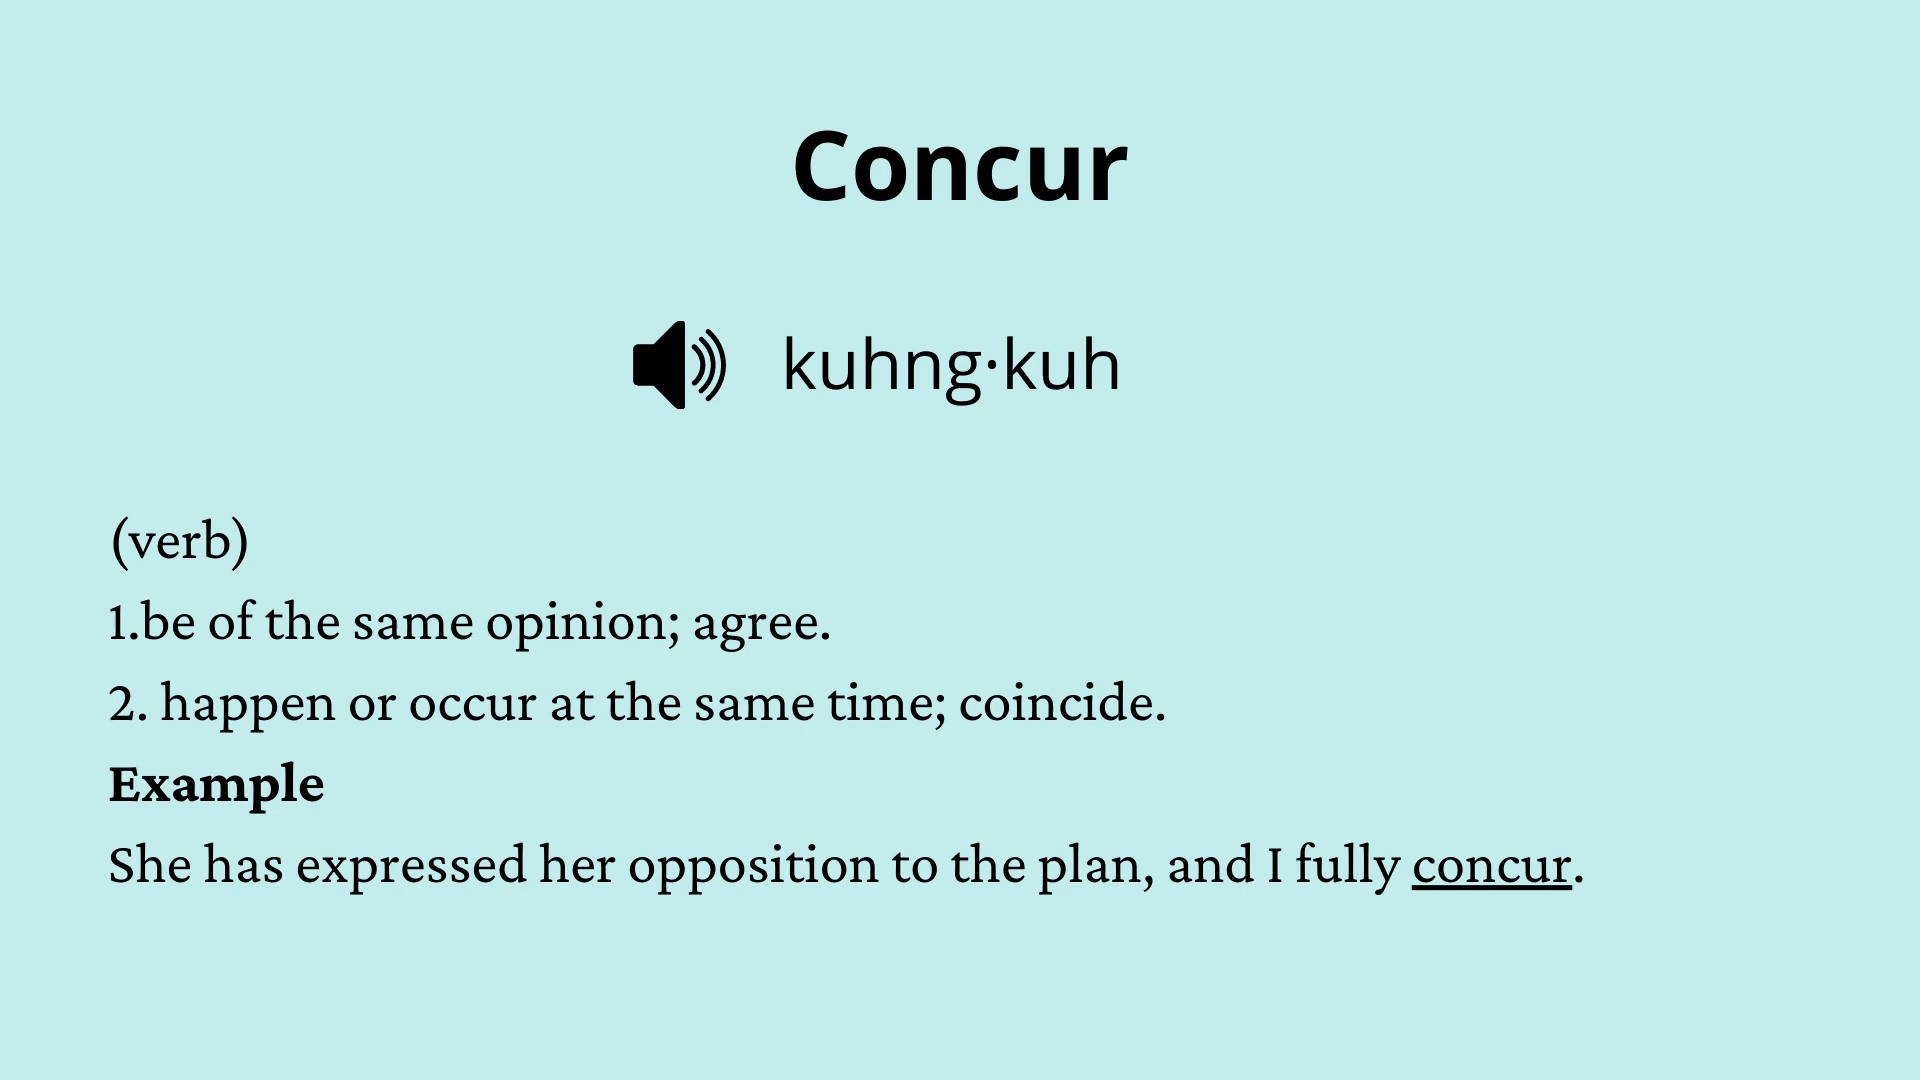 Concur
kuhng·kuh
(verb)
1.be of the same opinion; agree.
2. happen or occur at the same time; coincide.
Example
She has expressed her opposition to the plan, and I fully concur.